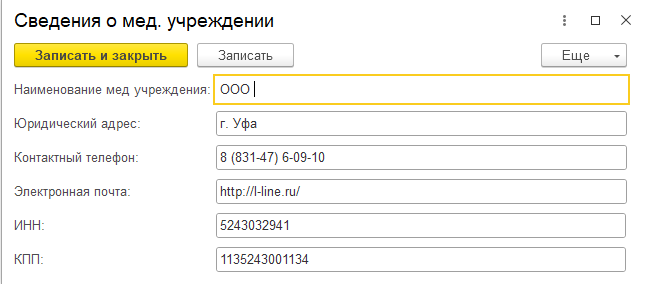 Сведения о мед. учреждении
Записать и закрыть Записать Еще
Наименование мед учреждения: ООО
Юридический адрес: г. Уфа
Контактный телефон: 8 (831-47) 6-09-10
Электронная почта: http://l-line.ru/
ИНН: 5243032941
КПП: 1135243001134